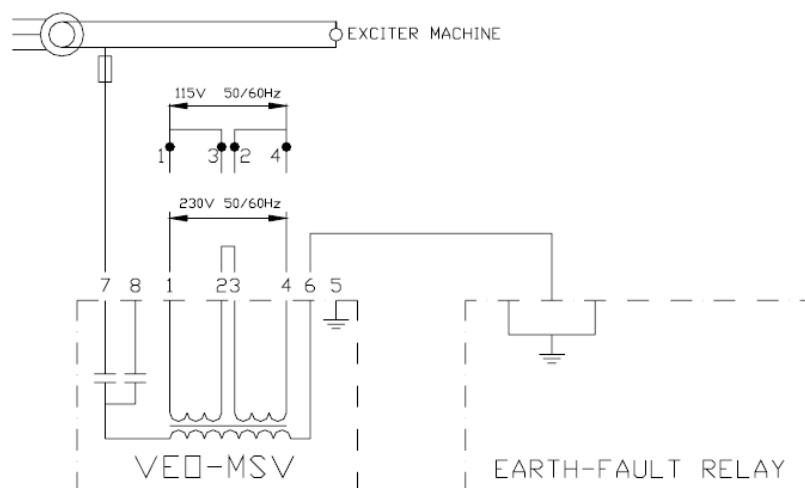 EXCITER MACHINE
115V 50/60Hz
1 3 2 4
230V 50/60Hz
7 8 1 23 4 6 5
VEO-MSV
EARTH-FAULT RELAY